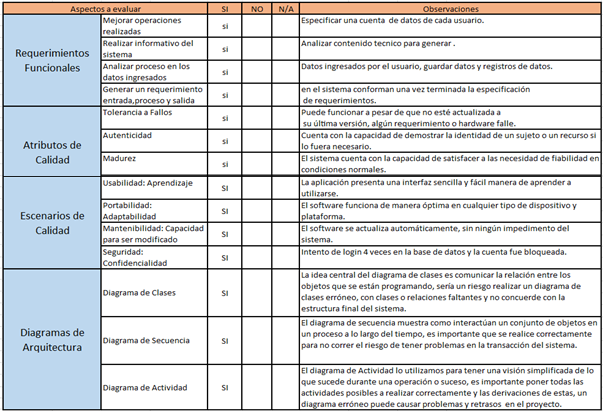 Aspectos a evaluar SI NO N/A Observaciones
Requerimientos
Funcionales
Mejorar operaciones
realizadas
si
Especificar una cuenta de datos de cada usuario.
Realizar informativo del
sistema
si
Analizar contenido tecnico para generar .
Analizar proceso en los
datos ingresados
si
Datos ingresados por el usuario, guardar datos y registros de datos.
Generar un requerimiento
entrada,proceso y salida
si
en el sistema conforman una vez terminada la especificación
de requerimientos.
Atributos de
Calidad
Tolerancia a Fallos
si
Puede funcionar a pesar de que no esté actualizada a
su última versión, algún requerimiento o hardware falle.
Autenticidad
si
Cuenta con la capacidad de demostrar la identidad de un sujeto o un recurso si
lo fuera necesario.
Madurez
si
El sistema cuenta con la capacidad de satisfacer a las necesidad de fiabilidad en
condiciones normales.
Escenarios de
Calidad
Usabilidad: Aprendizaje
SI
La aplicación presenta una interfaz sencilla y fácil manera de aprender a
utilizarse.
Portabilidad:
Adaptabilidad
SI
El software funciona de manera óptima en cualquier tipo de dispositivo y
plataforma.
Mantenibilidad: Capacidad
para ser modificado
SI
El software se actualiza automáticamente, sin ningún impedimento del
sistema.
Seguridad:
Confidencialidad
SI
Intento de login 4 veces en la base de datos y la cuenta fue bloqueada.
Diagramas de
Arquitectura
Diagrama de Clases
SI
La idea central del diagrama de clases es comunicar la relación entre los
objetos que se están programando, sería un riesgo realizar un diagrama de
clases erróneo, con clases o relaciones faltantes y no concuerde con la
estructura final del sistema.
Diagrama de Secuencia
SI
El diagrama de secuencia muestra como interactúan un conjunto de objetos en
un proceso a lo largo del tiempo, es importante que se realice correctamente
para no correr el riesgo de tener problemas en la transacción del sistema.
Diagrama de Actividad
SI
El diagrama de Actividad lo utilizamos para tener una visión simplificada de lo
que sucede durante una operación o suceso, es importante poner todas las
actividades posibles a realizar correctamente y las derivaciones de estas, un
diagrama erróneo puede causar problemas y retrasos en el proyecto.